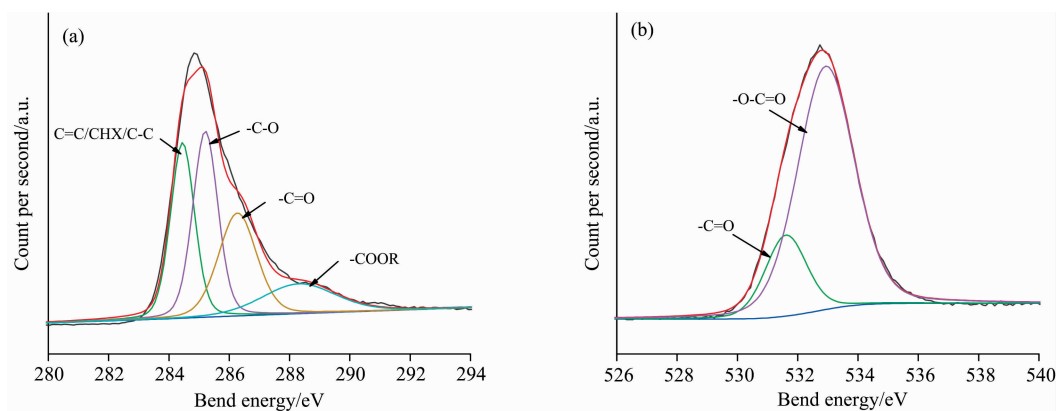 (a)
C=C/CHX/C-C
-C-O
-C=O
-COOR
Count per second/a.u.
280 282 284 286 288 290 292 294
Bend energy/eV
(b)
-O-C=O
-C=O
Count per second/a.u.
526 528 530 532 534 536 538 540
Bend energy/eV